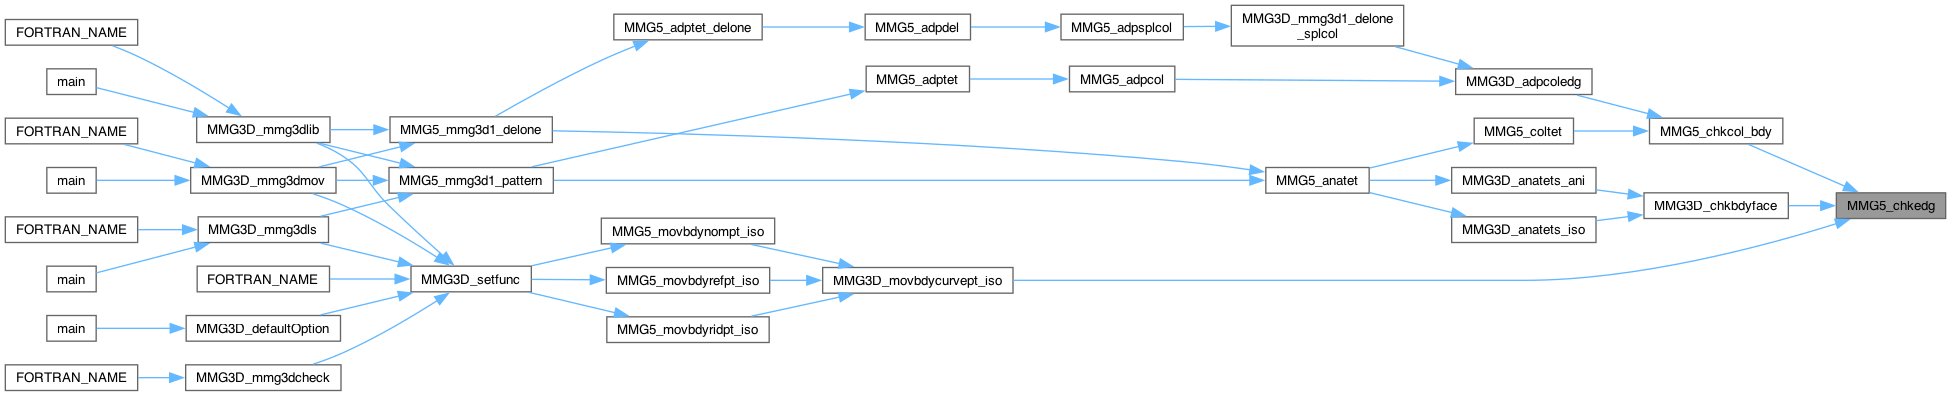 FORTRAN_NAME
main
FORTRAN_NAME
main
FORTRAN_NAME
main
FORTRAN_NAME
main
FORTRAN_NAME
MMG3D_mmg3dlib
MMG3D_mmg3dmov
MMG3D_mmg3dls
MMG3D_defaultOption
MMG3D_mmg3dcheck
MMG5_mmg3d1_delone
MMG5_mmg3d1_pattern
MMG3D_setfunc
MMG5_adptet_delone
MMG5_movbdynompt_iso
MMG5_movbdyrefpt_iso
MMG5_movbdyridpt_iso
MMG5_adpdel
MMG5_adptet
MMG3D_movbdycurvept_iso
MMG5_adpsplcol
MMG5_adpcol
MMG3D_mmg3d1_delone
_splcol
MMG5_anatet
MMG3D_adpcoledg
MMG5_coltet
MMG3D_anatets_ani
MMG3D_anatets_iso
MMG5_chkcol_bdy
MMG3D_chkbdyface
MMG5_chkedg